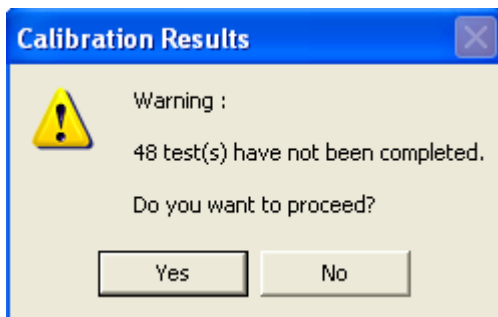 Calibration Results
Warning :
48 test(s) have not been completed.
Do you want to proceed?
Yes
No